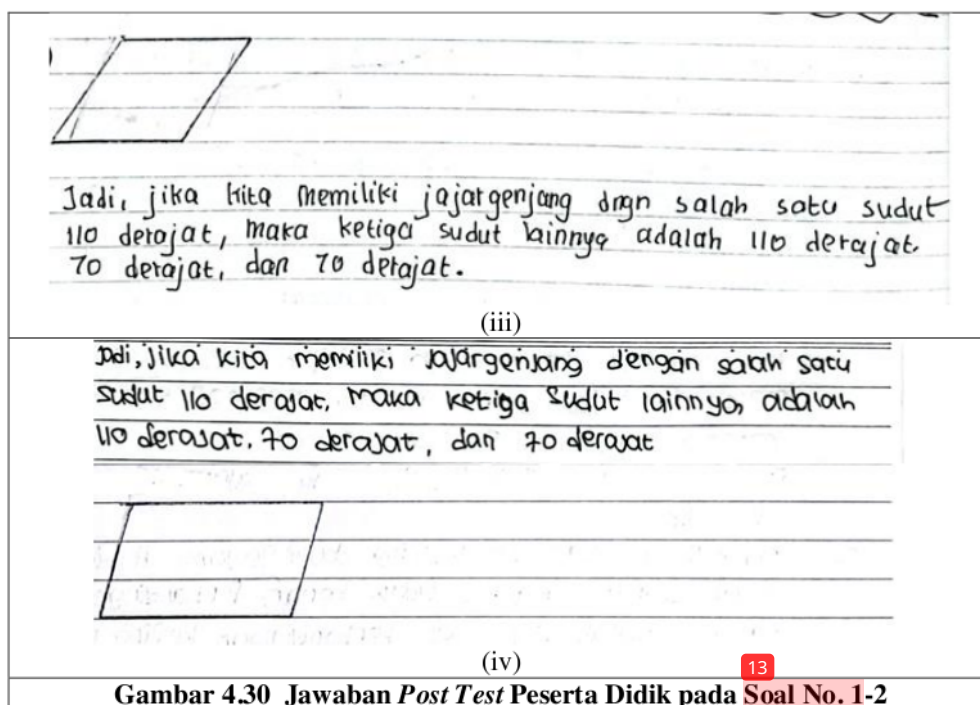 Jadi, jika kita memiliki jajargenjang dngn salah satu sudut
110 derajat, maka ketiga sudut lainnya adalah 110 derajat.
70 derajat, dan 70 derajat.
(iii)
Jadi, jika kita memiliki jajargenjang dengan salah satu
sudut 110 derajat, maka ketiga sudut lainnya, adalah
110 derajat. 70 derajat, dan 70 derajat
(iv)
13
Gambar 4.30 Jawaban Post Test Peserta Didik pada Soal No. 1-2